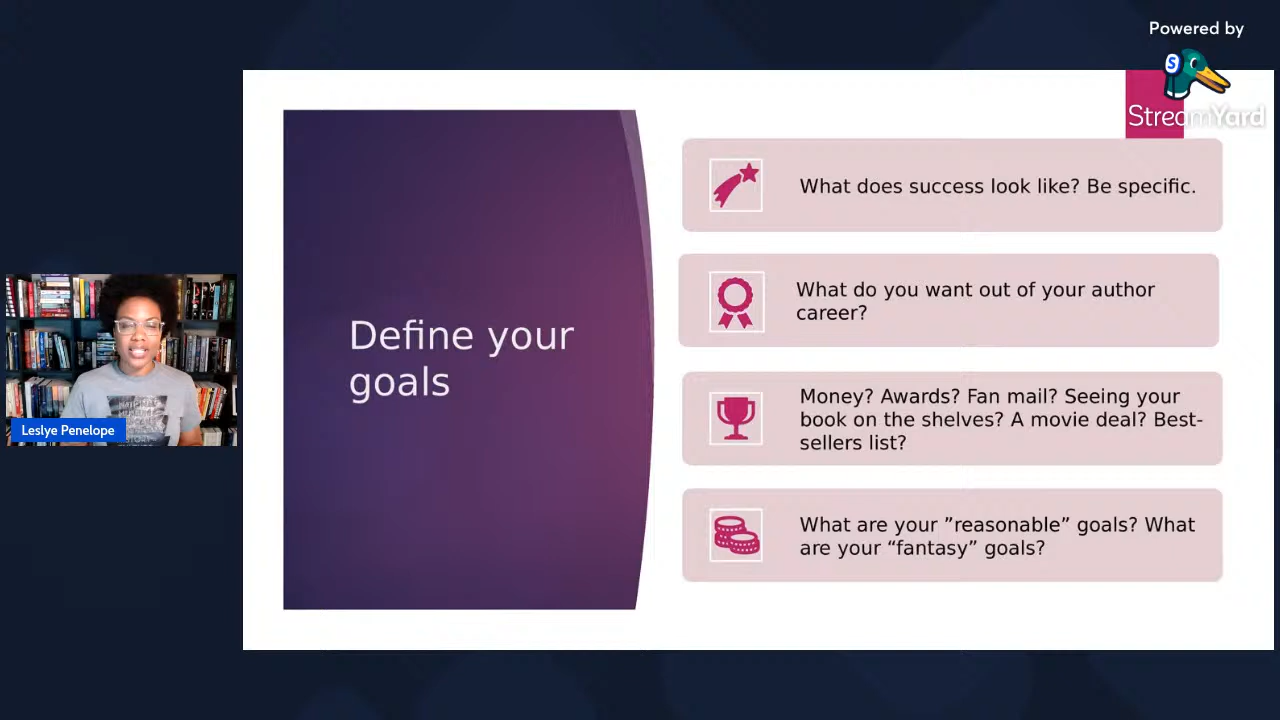 Powered by
S
StreamYard
What does success look like? Be specific.
What do you want out of your author
career?
Define your
goals
Money? Awards? Fan mail? Seeing your
book on the shelves? A movie deal? Best-
sellers list?
What are your ”reasonable” goals? What
are your “fantasy” goals?
Leslye Penelope